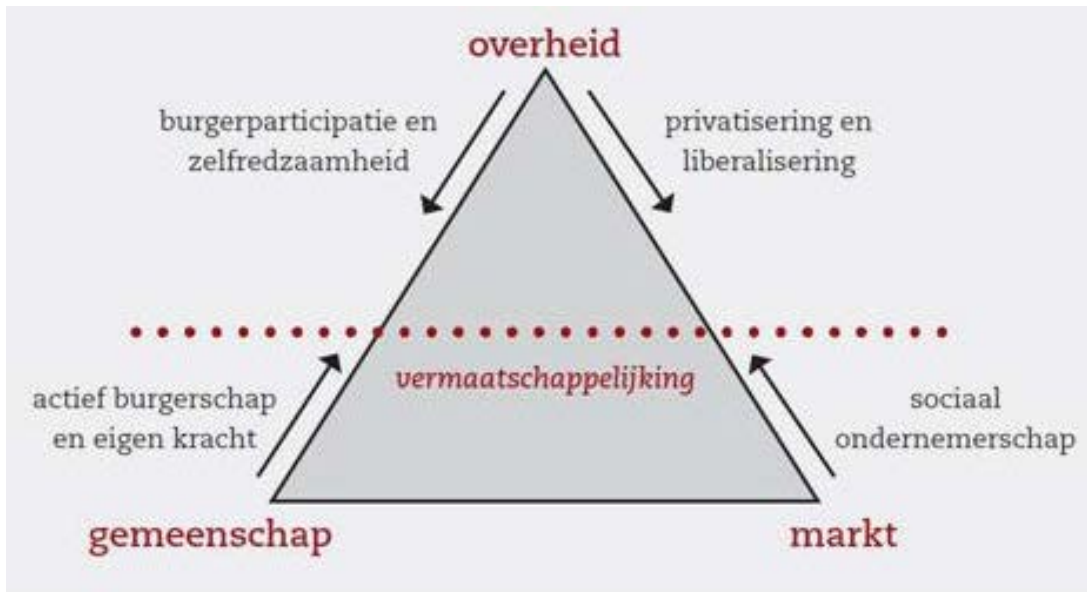 overheid
burgerparticipatie en
zelfredzaamheid
privatisering en
liberalisering
vermaatschappelijking
actief burgerschap
en eigen kracht
sociaal
ondernemerschap
gemeenschap
markt